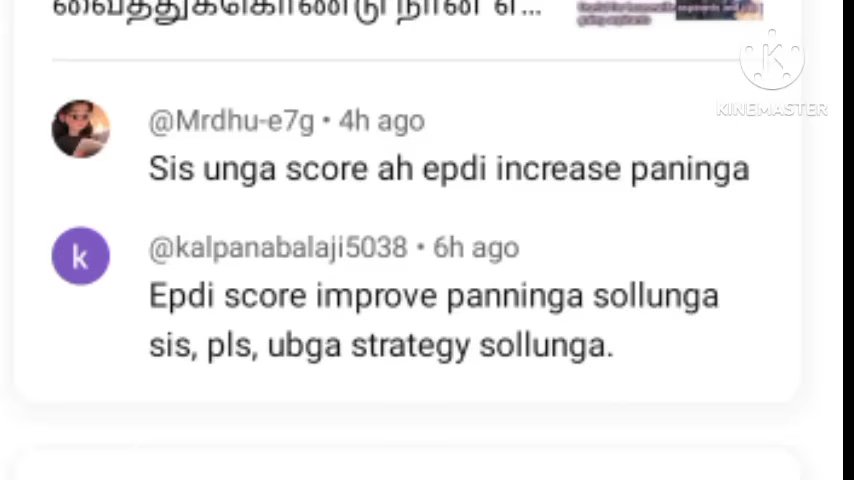 வைத்துக்கொண்டு நான் எ...
KINEMASTER
@Mrdhu-e7g • 4h ago
Sis unga score ah epdi increase paninga
k
@kalpanabalaji5038 • 6h ago
Epdi score improve panninga sollunga
sis, pls, ubga strategy sollunga.